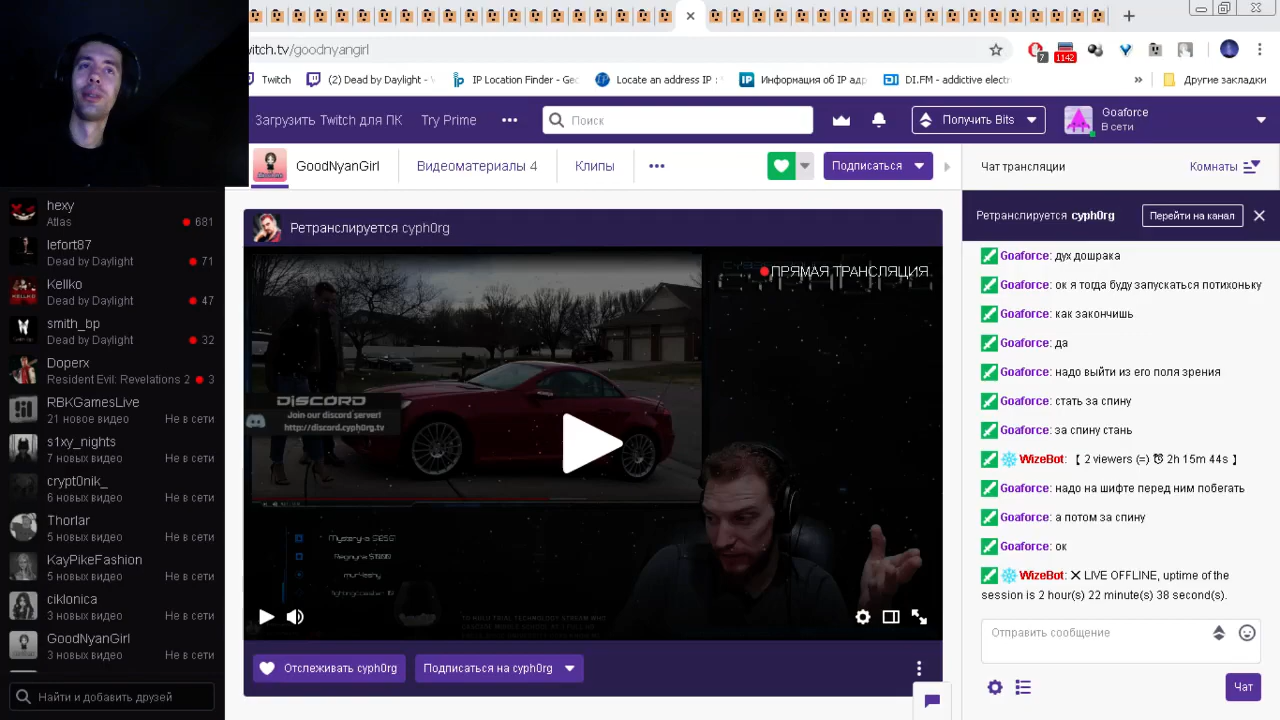 witch.tv/goodnyangirl
7
1142
Twitch
(2) Dead by Daylight -
IP Location Finder - Geo
Locate an address IP :
Информация об IP адр
DI.FM - addictive electr
»
Другие закладки
Загрузить Twitch для ПК
Try Prime
Поиск
Получить Bits
Goaforce
В сети
GoodNyanGirl
Видеоматериалы 4
Клипы
Подписаться
Чат трансляции
Комнаты
hexy
Atlas
681
lefort87
Dead by Daylight
71
Kellko
Dead by Daylight
47
smith_bp
Dead by Daylight
32
Doperx
Resident Evil: Revelations 2
3
RBKGamesLive
21 новое видео
Не в сети
s1xy_nights
7 новых видео
Не в сети
crypt0nik_
6 новых видео
Не в сети
Thorlar
5 новых видео
Не в сети
KayPikeFashion
5 новых видео
Не в сети
ciklonica
3 новых видео
Не в сети
GoodNyanGirl
3 новых видео
Не в сети
Найти и добавить друзей
Ретранслируется cyph0rg
ПРЯМАЯ ТРАНСЛЯЦИЯ
DISCORD
Join our discord server!
http://discord.cyph0rg.tv
Отслеживать cyph0rg
Подписаться на cyph0rg
Ретранслируется cyph0rg
Перейти на канал
Goaforce: дух дошрака
Goaforce: ок я тогда буду запускаться потихоньку
Goaforce: как закончишь
Goaforce: да
Goaforce: надо выйти из его поля зрения
Goaforce: стать за спину
Goaforce: за спину стань
WizeBot: 【 2 viewers (=) ⏰ 2h 15m 44s 】
Goaforce: надо на шифте перед ним побегать
Goaforce: а потом за спину
Goaforce: ок
WizeBot: ✕ LIVE OFFLINE, uptime of the
session is 2 hour(s) 22 minute(s) 38 second(s).
Отправить сообщение
Чат